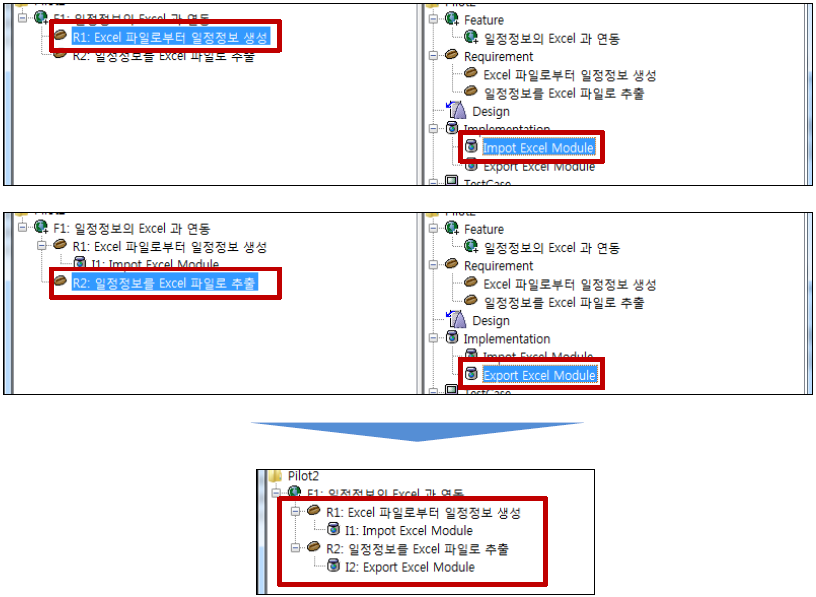 F1: 일정정보의 Excel 과 연동
R1: Excel 파일로부터 일정정보 생성
R2: 일정정보를 Excel 파일로 추출
Pilot2
Feature
일정정보의 Excel 과 연동
Requirement
Excel 파일로부터 일정정보 생성
일정정보를 Excel 파일로 추출
Design
Implementation
Impot Excel Module
Export Excel Module
TestCase
Pilot2
F1: 일정정보의 Excel 과 연동
R1: Excel 파일로부터 일정정보 생성
I1: Impot Excel Module
R2: 일정정보를 Excel 파일로 추출
Pilot2
Feature
일정정보의 Excel 과 연동
Requirement
Excel 파일로부터 일정정보 생성
일정정보를 Excel 파일로 추출
Design
Implementation
Impot Excel Module
Export Excel Module
TestCase
Pilot2
F1: 일정정보의 Excel 과 연동
R1: Excel 파일로부터 일정정보 생성
I1: Impot Excel Module
R2: 일정정보를 Excel 파일로 추출
I2: Export Excel Module